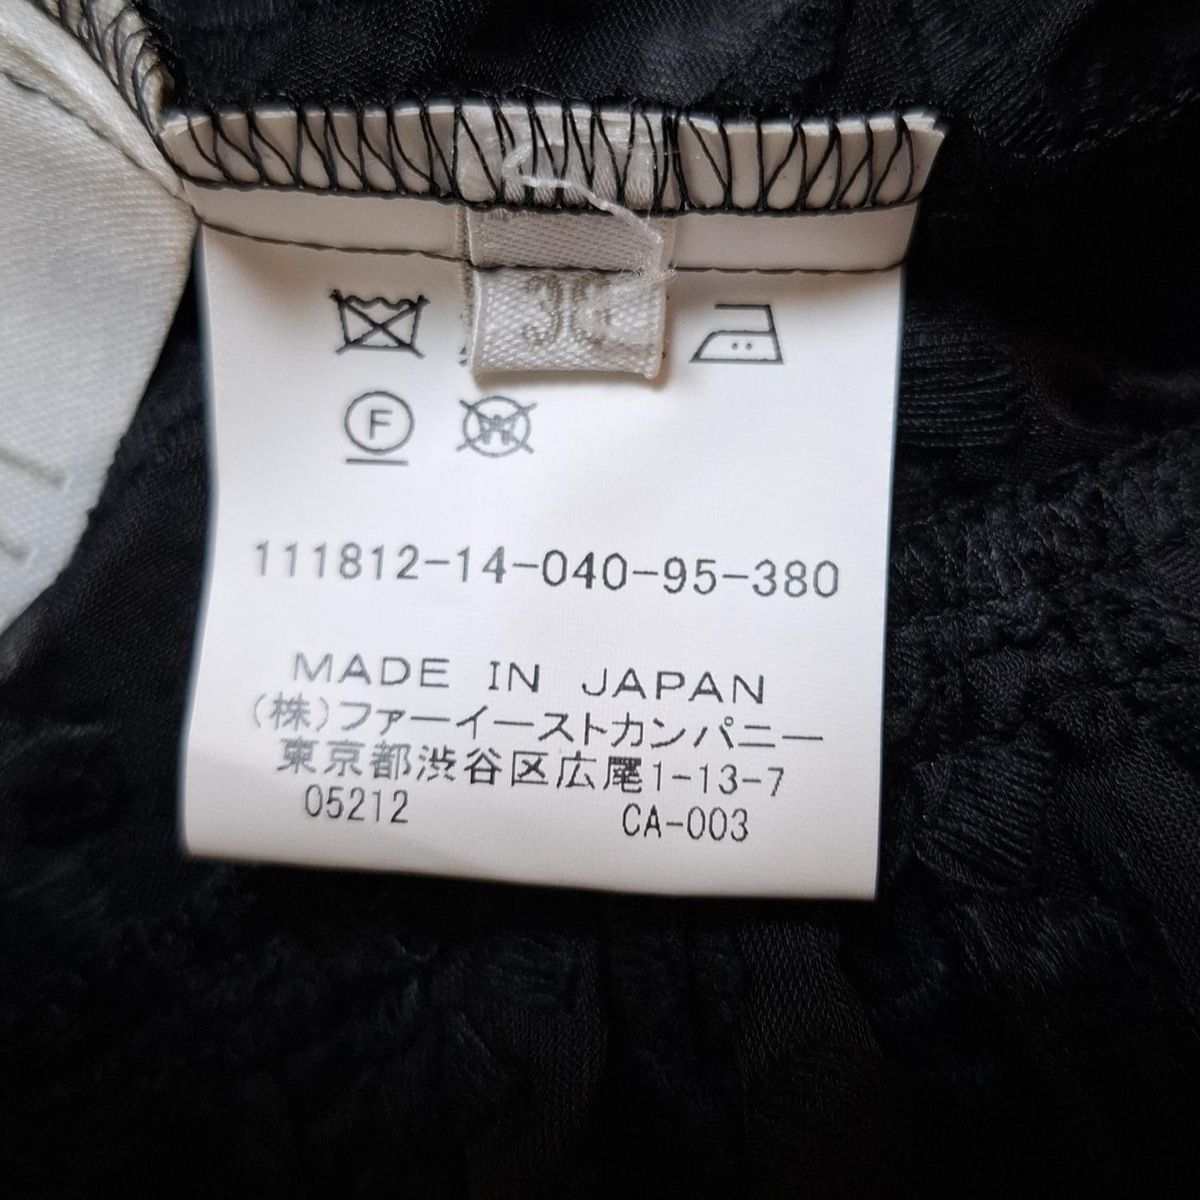 F
W
111812-14-040-95-380
MADE IN JAPAN
(株)ファーイーストカンパニー
東京都渋谷区広尾1-13-7
05212 CA-003